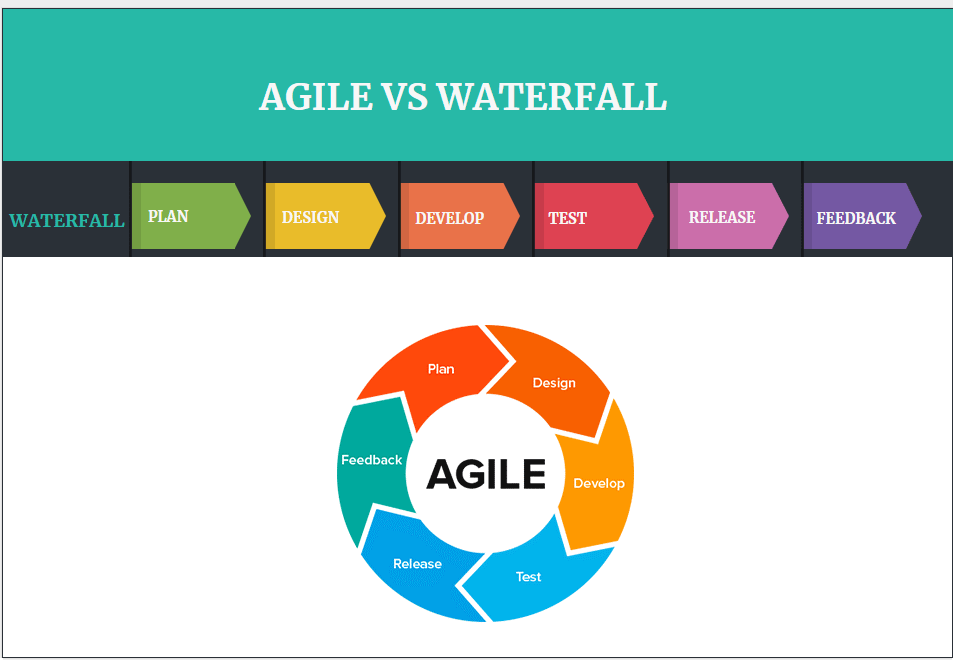 AGILE VS WATERFALL
WATERFALL
PLAN
DESIGN
DEVELOP
TEST
RELEASE
FEEDBACK
Plan
Design
Develop
Test
Release
Feedback
AGILE